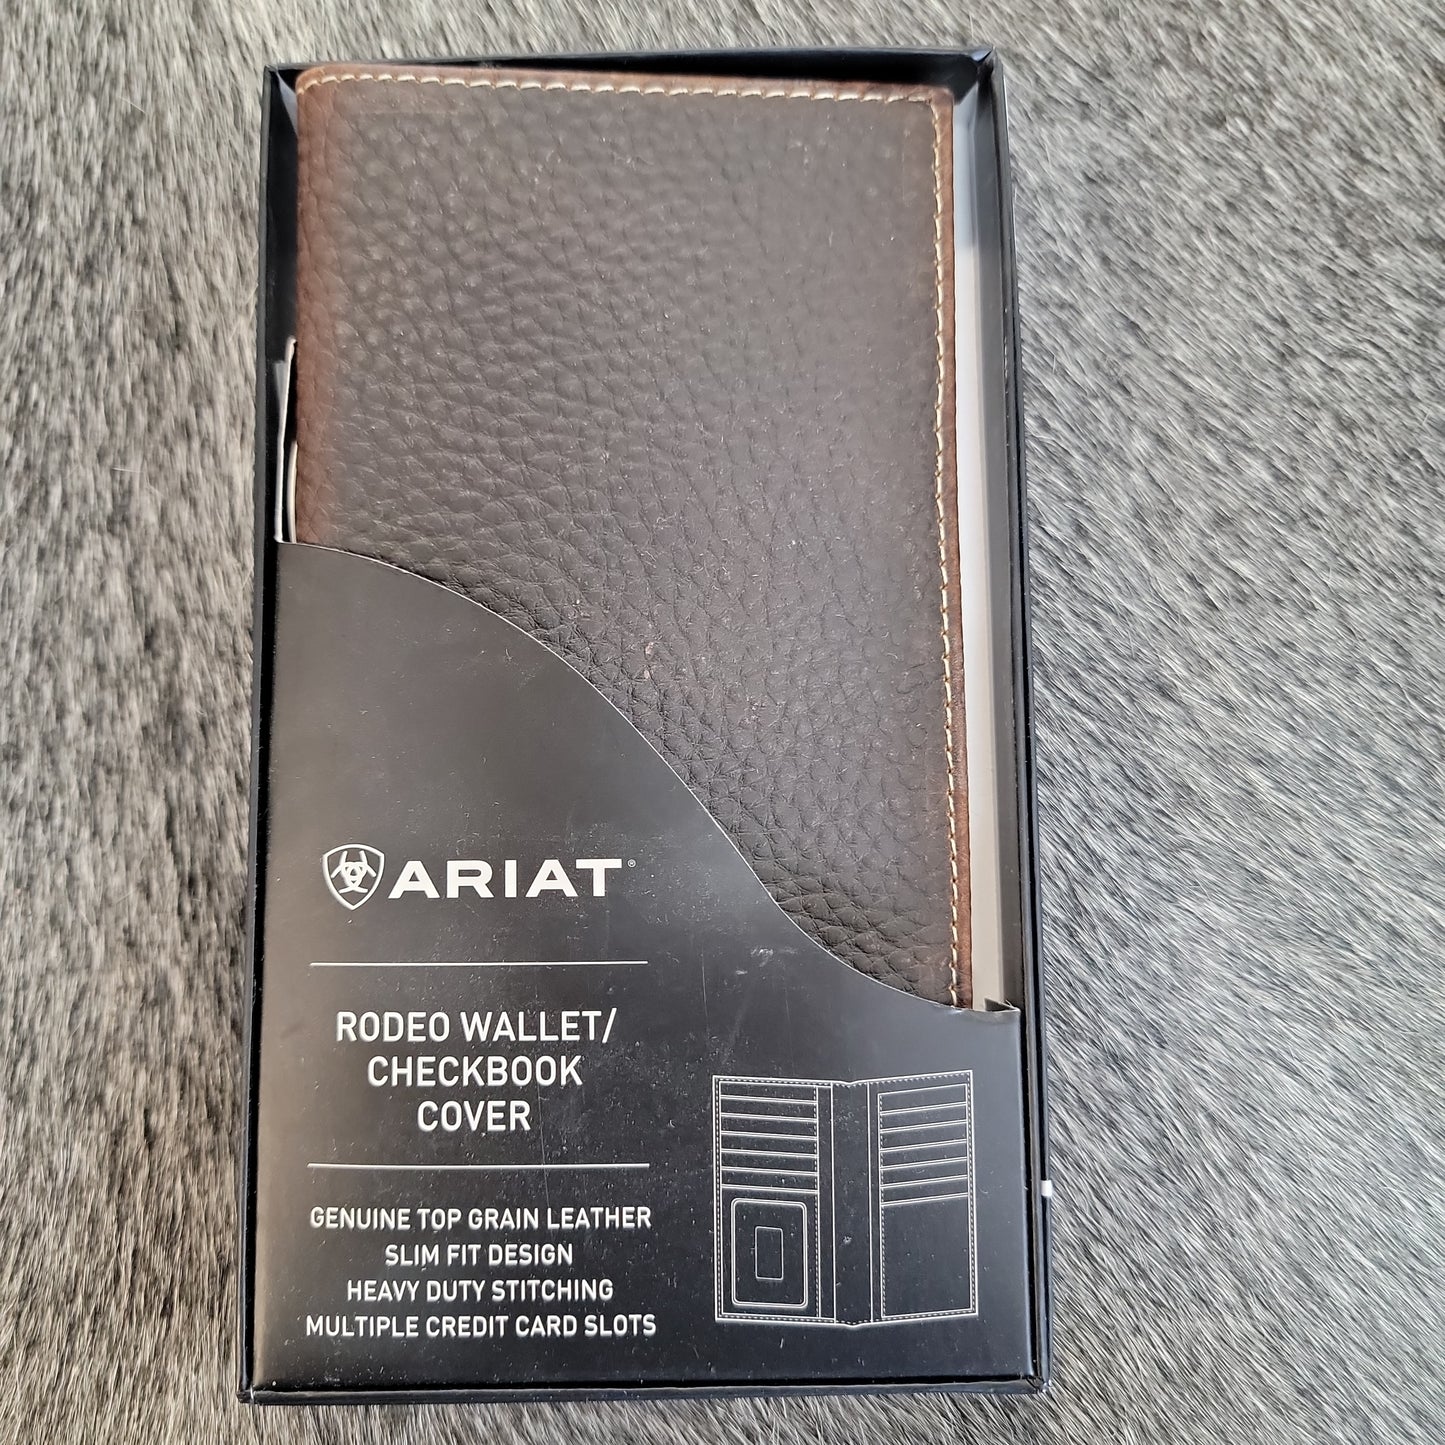 ARIAT®
RODEO WALLET/
CHECKBOOK
COVER
GENUINE TOP GRAIN LEATHER
SLIM FIT DESIGN
HEAVY DUTY STITCHING
MULTIPLE CREDIT CARD SLOTS